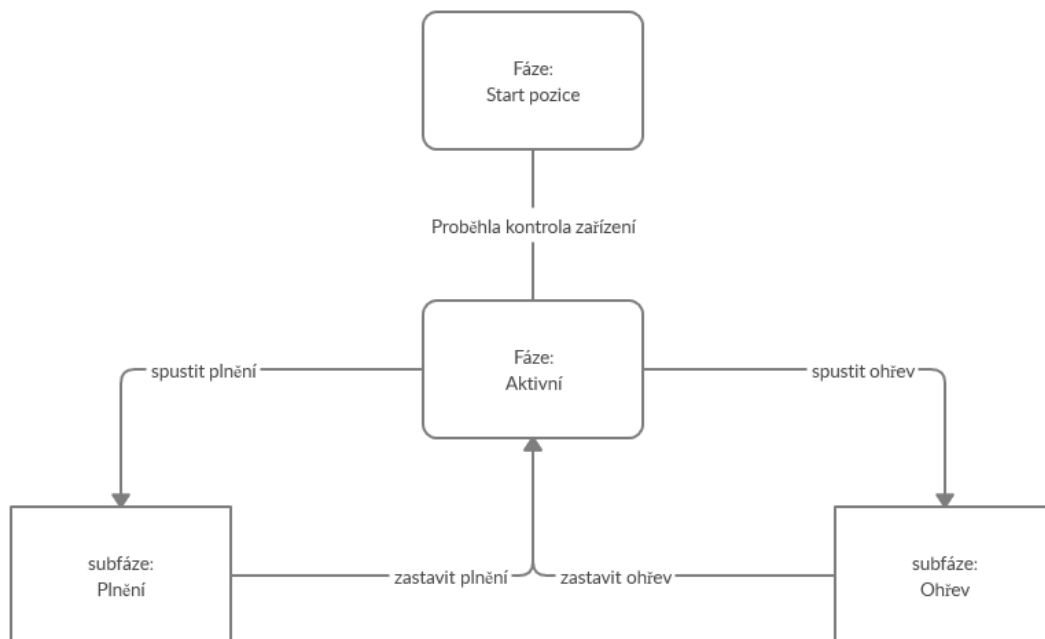 Fáze:
Start pozice
Proběhla kontrola zařízení
Fáze:
Aktivní
spustit plnění
spustit ohřev
subfáze:
Plnění
zastavit plnění
zastavit ohřev
subfáze:
Ohřev